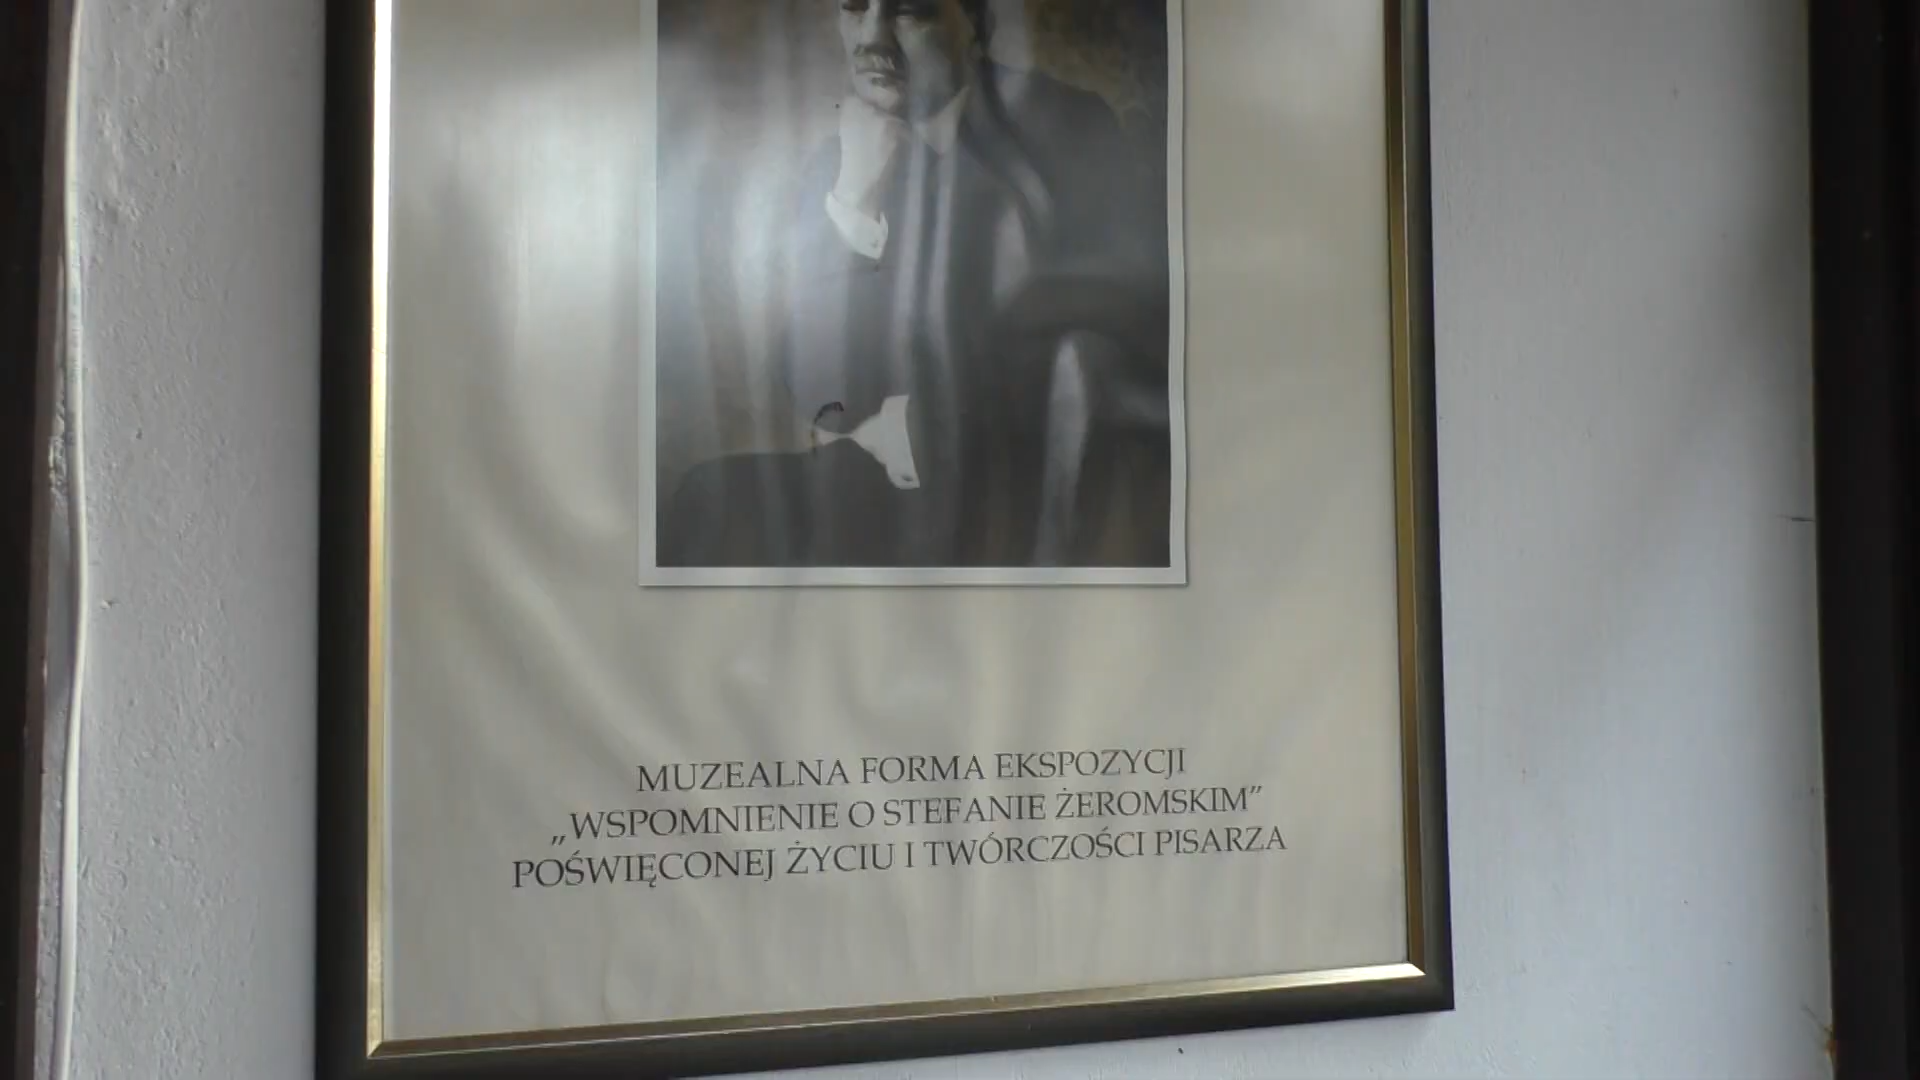 MUZEALNA FORMA EKSPOZYCJI
„WSPOMNIENIE O STEFANIE ŻEROMSKIM”
POŚWIĘCONEJ ŻYCIU I TWÓRCZOŚCI PISARZA